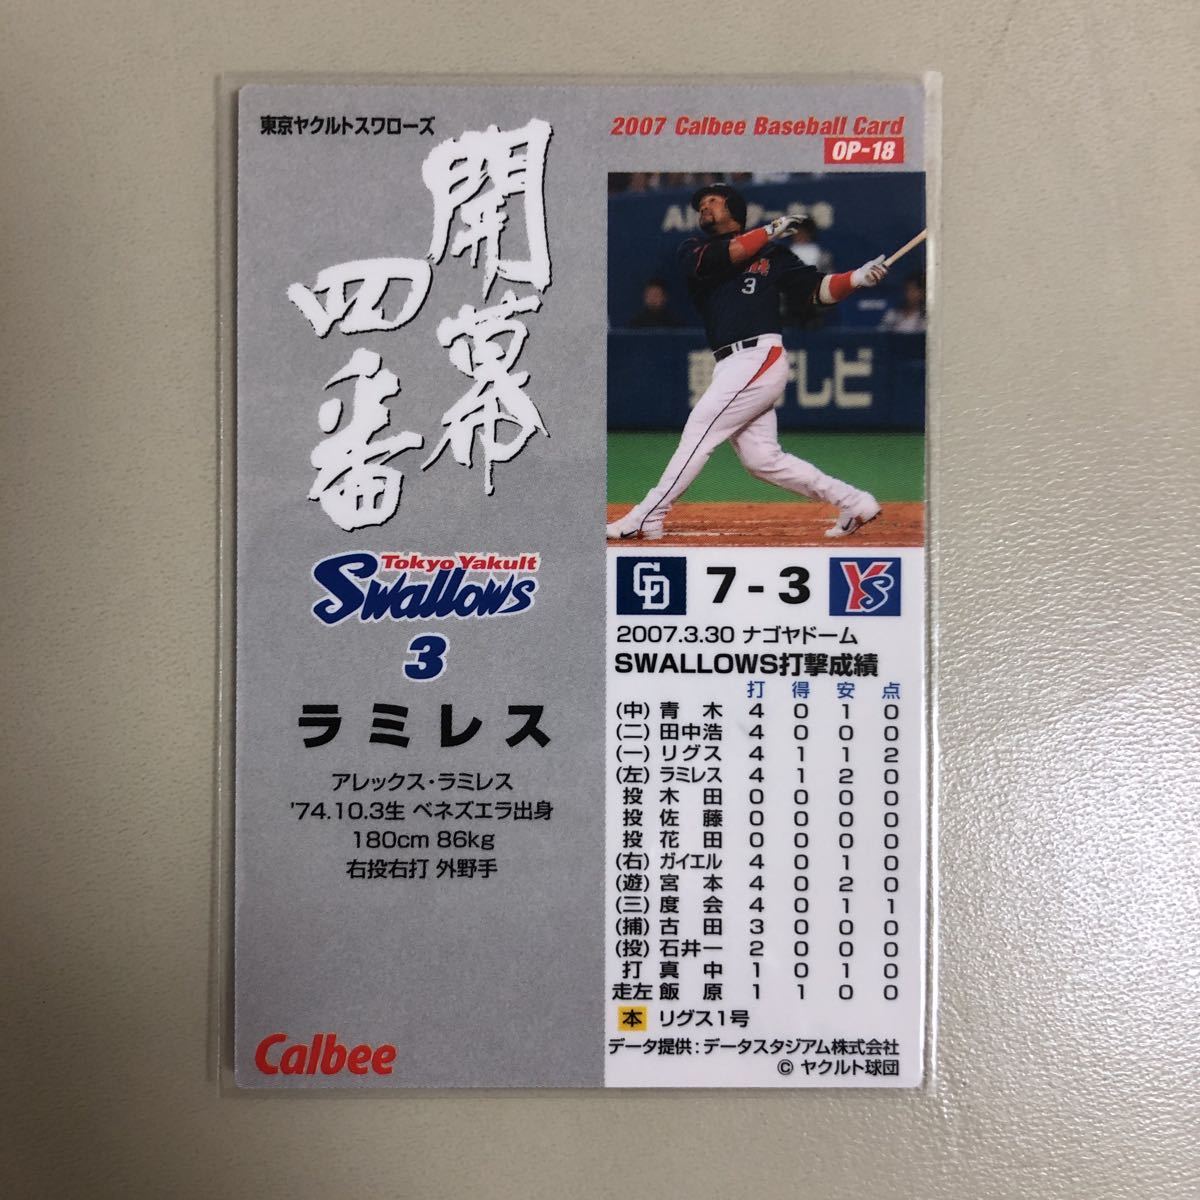 東京ヤクルトスワローズ
開幕
四番
Tokyo Yakult
Swallows
3
ラミレス
アレックス・ラミレス
'74.10.3生 ベネズエラ出身
180cm 86kg
右投右打 外野手
Calbee
2007 Calbee Baseball Card
OP-18
3
テレビ
CD 7 - 3 YS
2007.3.30 ナゴヤドーム
SWALLOWS打撃成績
打 得 安 点
(中) 青木 4 0 1 0
(二) 田中浩 4 0 0 0
(一) リグス 4 1 1 2
(左) ラミレス 4 1 2 0
投 木田 0 0 0 0
投 佐藤 0 0 0 0
投 花田 0 0 0 0
(右) ガイエル 4 0 1 0
(遊) 宮本 4 0 2 0
(三) 度会 4 0 1 1
(捕) 古田 3 0 0 0
(投) 石井一 2 0 0 0
打 真中 1 0 1 0
走左 飯原 1 1 0 0
本 リグス1号
データ提供：データスタジアム株式会社
© ヤクルト球団